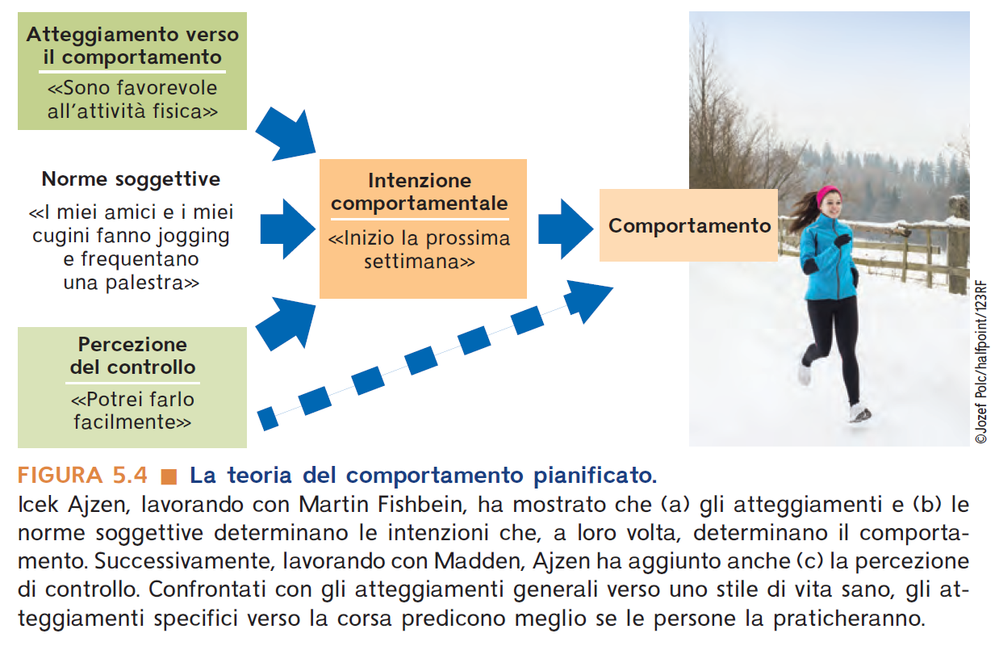 Atteggiamento verso
il comportamento
«Sono favorevole
all'attività fisica»
Norme soggettive
«I miei amici e i miei
cugini fanno jogging
e frequentano
una palestra»
Percezione
del controllo
«Potrei farlo
facilmente»
Intenzione
comportamentale
«Inizio la prossima
settimana»
Comportamento
©Jozef Polc/halfpoint/123RF
FIGURA 5.4 ■ La teoria del comportamento pianificato.
Icek Ajzen, lavorando con Martin Fishbein, ha mostrato che (a) gli atteggiamenti e (b) le
norme soggettive determinano le intenzioni che, a loro volta, determinano il comporta-
mento. Successivamente, lavorando con Madden, Ajzen ha aggiunto anche (c) la percezione
di controllo. Confrontati con gli atteggiamenti generali verso uno stile di vita sano, gli at-
teggiamenti specifici verso la corsa predicono meglio se le persone la praticheranno.